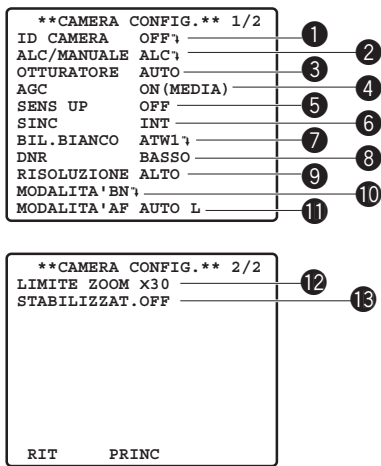 **CAMERA CONFIG.** 1/2
ID CAMERA OFF↴ 1
ALC/MANUALE ALC↴ 2
OTTURATORE AUTO 3
AGC ON(MEDIA) 4
SENS UP OFF 5
SINC INT 6
BIL.BIANCO ATW1↴ 7
DNR BASSO 8
RISOLUZIONE ALTO 9
MODALITA'BN↴ 10
MODALITA'AF AUTO L 11
**CAMERA CONFIG.** 2/2
LIMITE ZOOM X30 12
STABILIZZAT.OFF 13
RIT PRINC